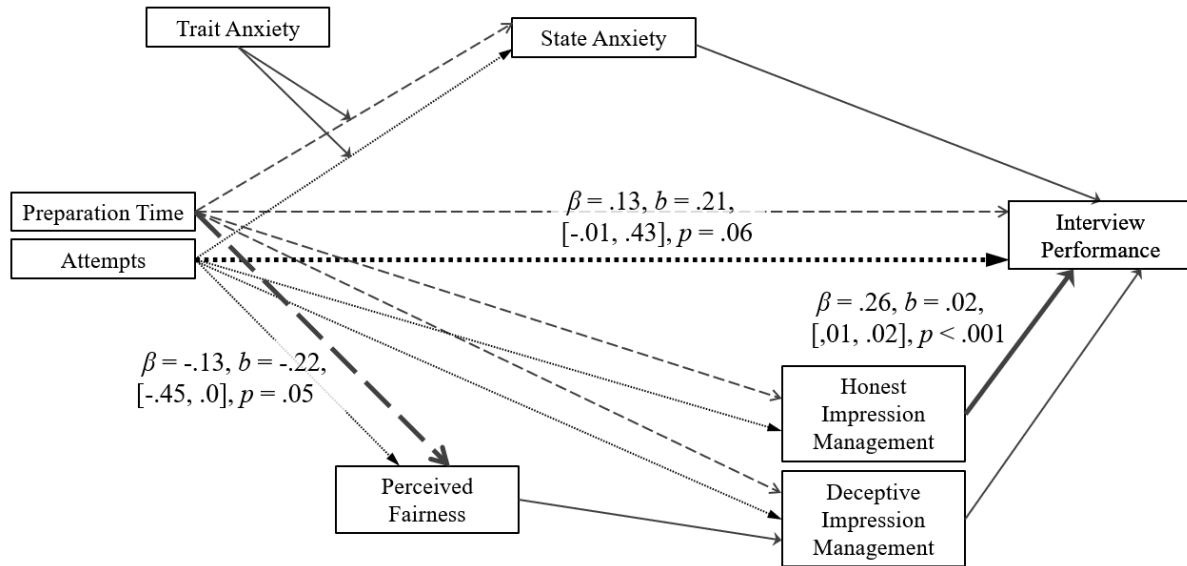 Trait Anxiety
State Anxiety
Preparation Time
Attempts
β = .13, b = .21,
[-.01, .43], p = .06
Interview
Performance
β = .26, b = .02,
[,01, .02], p < .001
β = -.13, b = -.22,
[-.45, .0], p = .05
Honest
Impression
Management
Perceived
Fairness
Deceptive
Impression
Management